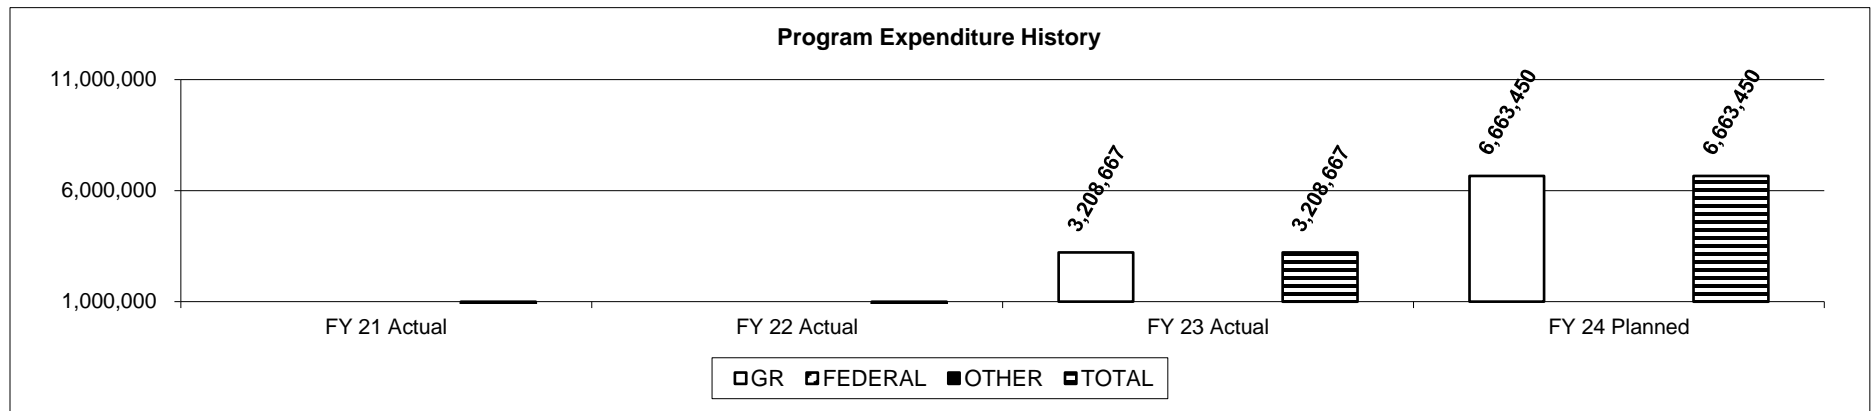 Program Expenditure History
11,000,000
6,000,000
1,000,000
3,208,667
3,208,667
6,663,450
6,663,450
FY 21 Actual
FY 22 Actual
FY 23 Actual
FY 24 Planned
GR FEDERAL OTHER TOTAL